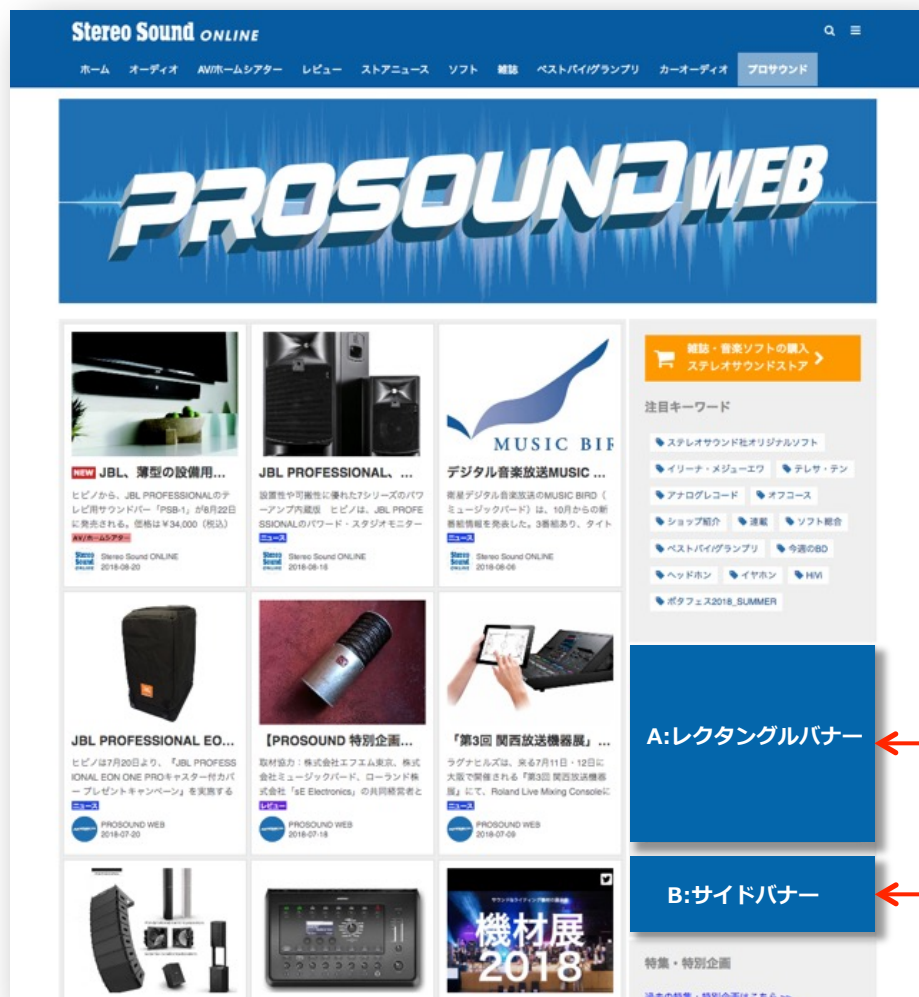 Stereo Sound ONLINE
ホーム オーディオ AV/ホームシアター レビュー ストアニュース ソフト 雑誌 ベストバイ/グランプリ カーオーディオ プロサウンド
PROSOUND WEB
MUSIC BIR
NEW JBL、薄型の設備用...
ヒビノから、JBL PROFESSIONALのテ
レビ用サウンドバー「PSB-1」が8月22日
に発売される。価格は￥34,000（税込）
AV/ホームシアター
Stereo Sound ONLINE
Stereo Sound ONLINE
2018-08-20
JBL PROFESSIONAL、...
設置性や可搬性に優れた7シリーズのパワ
ーアンプ内蔵版 ヒビノは、JBL PROFE
SSIONALのパワード・スタジオモニター
ニュース
Stereo Sound ONLINE
Stereo Sound ONLINE
2018-08-16
デジタル音楽放送MUSIC ...
衛星デジタル音楽放送のMUSIC BIRD（
ミュージックバード）は、10月からの新
番組情報を発表した。3番組あり、タイト
ニュース
Stereo Sound ONLINE
Stereo Sound ONLINE
2018-08-06
JBL
JBL PROFESSIONAL EO...
ヒビノは7月20日より、『JBL PROFESS
IONAL EON ONE PROキャスター付カバ
ー プレゼントキャンペーン』を実施する
ニュース
PROSOUND WEB
2018-07-20
【PROSOUND 特別企画...
取材協力：株式会社エフエム東京、株式
会社ミュージックバード、ローランド株
式会社「sE Electronics」の共同経営者と
レビュー
PROSOUND WEB
2018-07-18
「第3回 関西放送機器展」...
ラグナヒルズは、来る7月11日・12日に
大阪で開催される『第3回 関西放送機器
展』にて、Roland Live Mixing Consoleに
ニュース
PROSOUND WEB
2018-07-09
機材展
2018
雑誌・音楽ソフトの購入
ステレオサウンドストア
注目キーワード
ステレオサウンド社オリジナルソフト
イリーナ・メジューエワ テレサ・テン
アナログレコード オフコース
ショップ紹介 連載 ソフト総合
ベストバイ/グランプリ 今週のBD
ヘッドホン イヤホン HiVi
ポタフェス2018_SUMMER
A:レクタングルバナー
B:サイドバナー
特集・特別企画